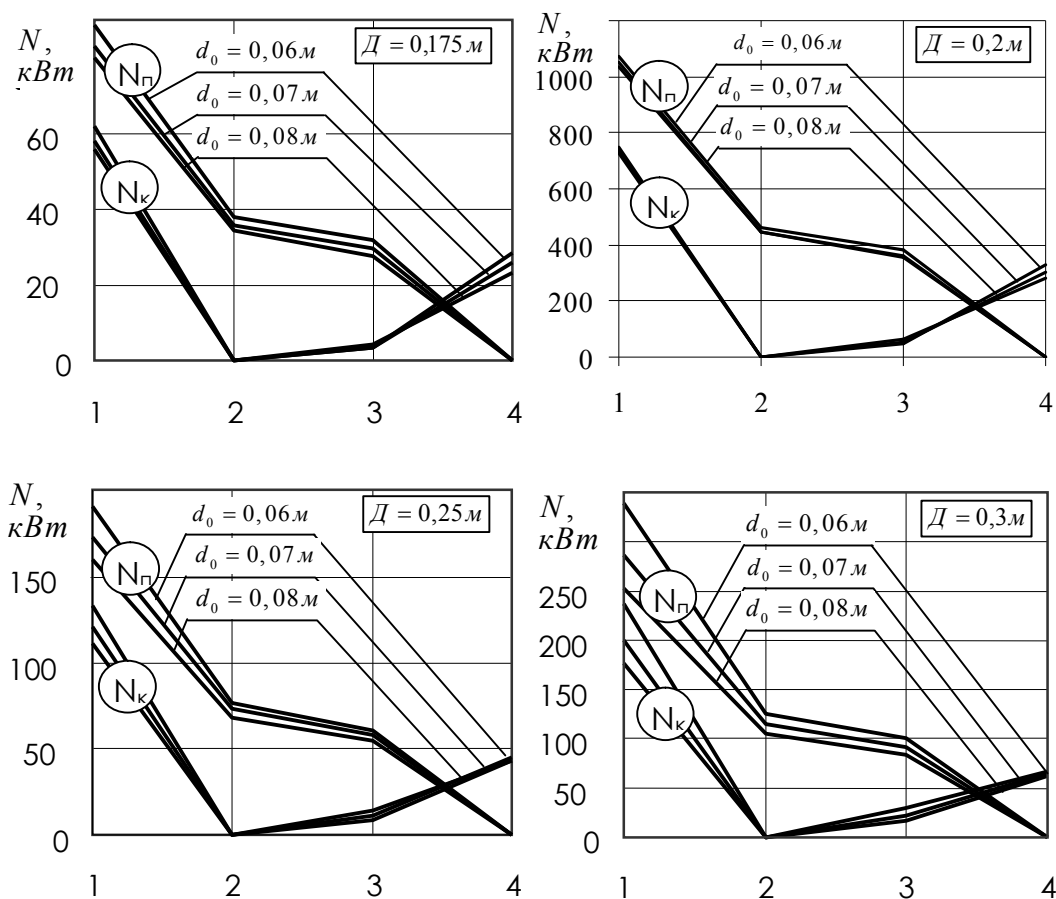 N,
кВт
d₀ = 0,06 м
Д = 0,175 м
Nп
d₀ = 0,07 м
60
d₀ = 0,08 м
Nк
40
20
0
1 2 3 4
N,
кВт
d₀ = 0,06 м
Д = 0,2 м
1000
Nп
d₀ = 0,07 м
800
d₀ = 0,08 м
600
Nк
400
200
0
1 2 3 4
N,
кВт
d₀ = 0,06 м
Д = 0,25 м
150
Nп
d₀ = 0,07 м
d₀ = 0,08 м
100
Nк
50
0
1 2 3 4
N,
кВт
d₀ = 0,06 м
Д = 0,3 м
250
Nп
d₀ = 0,07 м
200
d₀ = 0,08 м
150
Nк
100
50
0
1 2 3 4